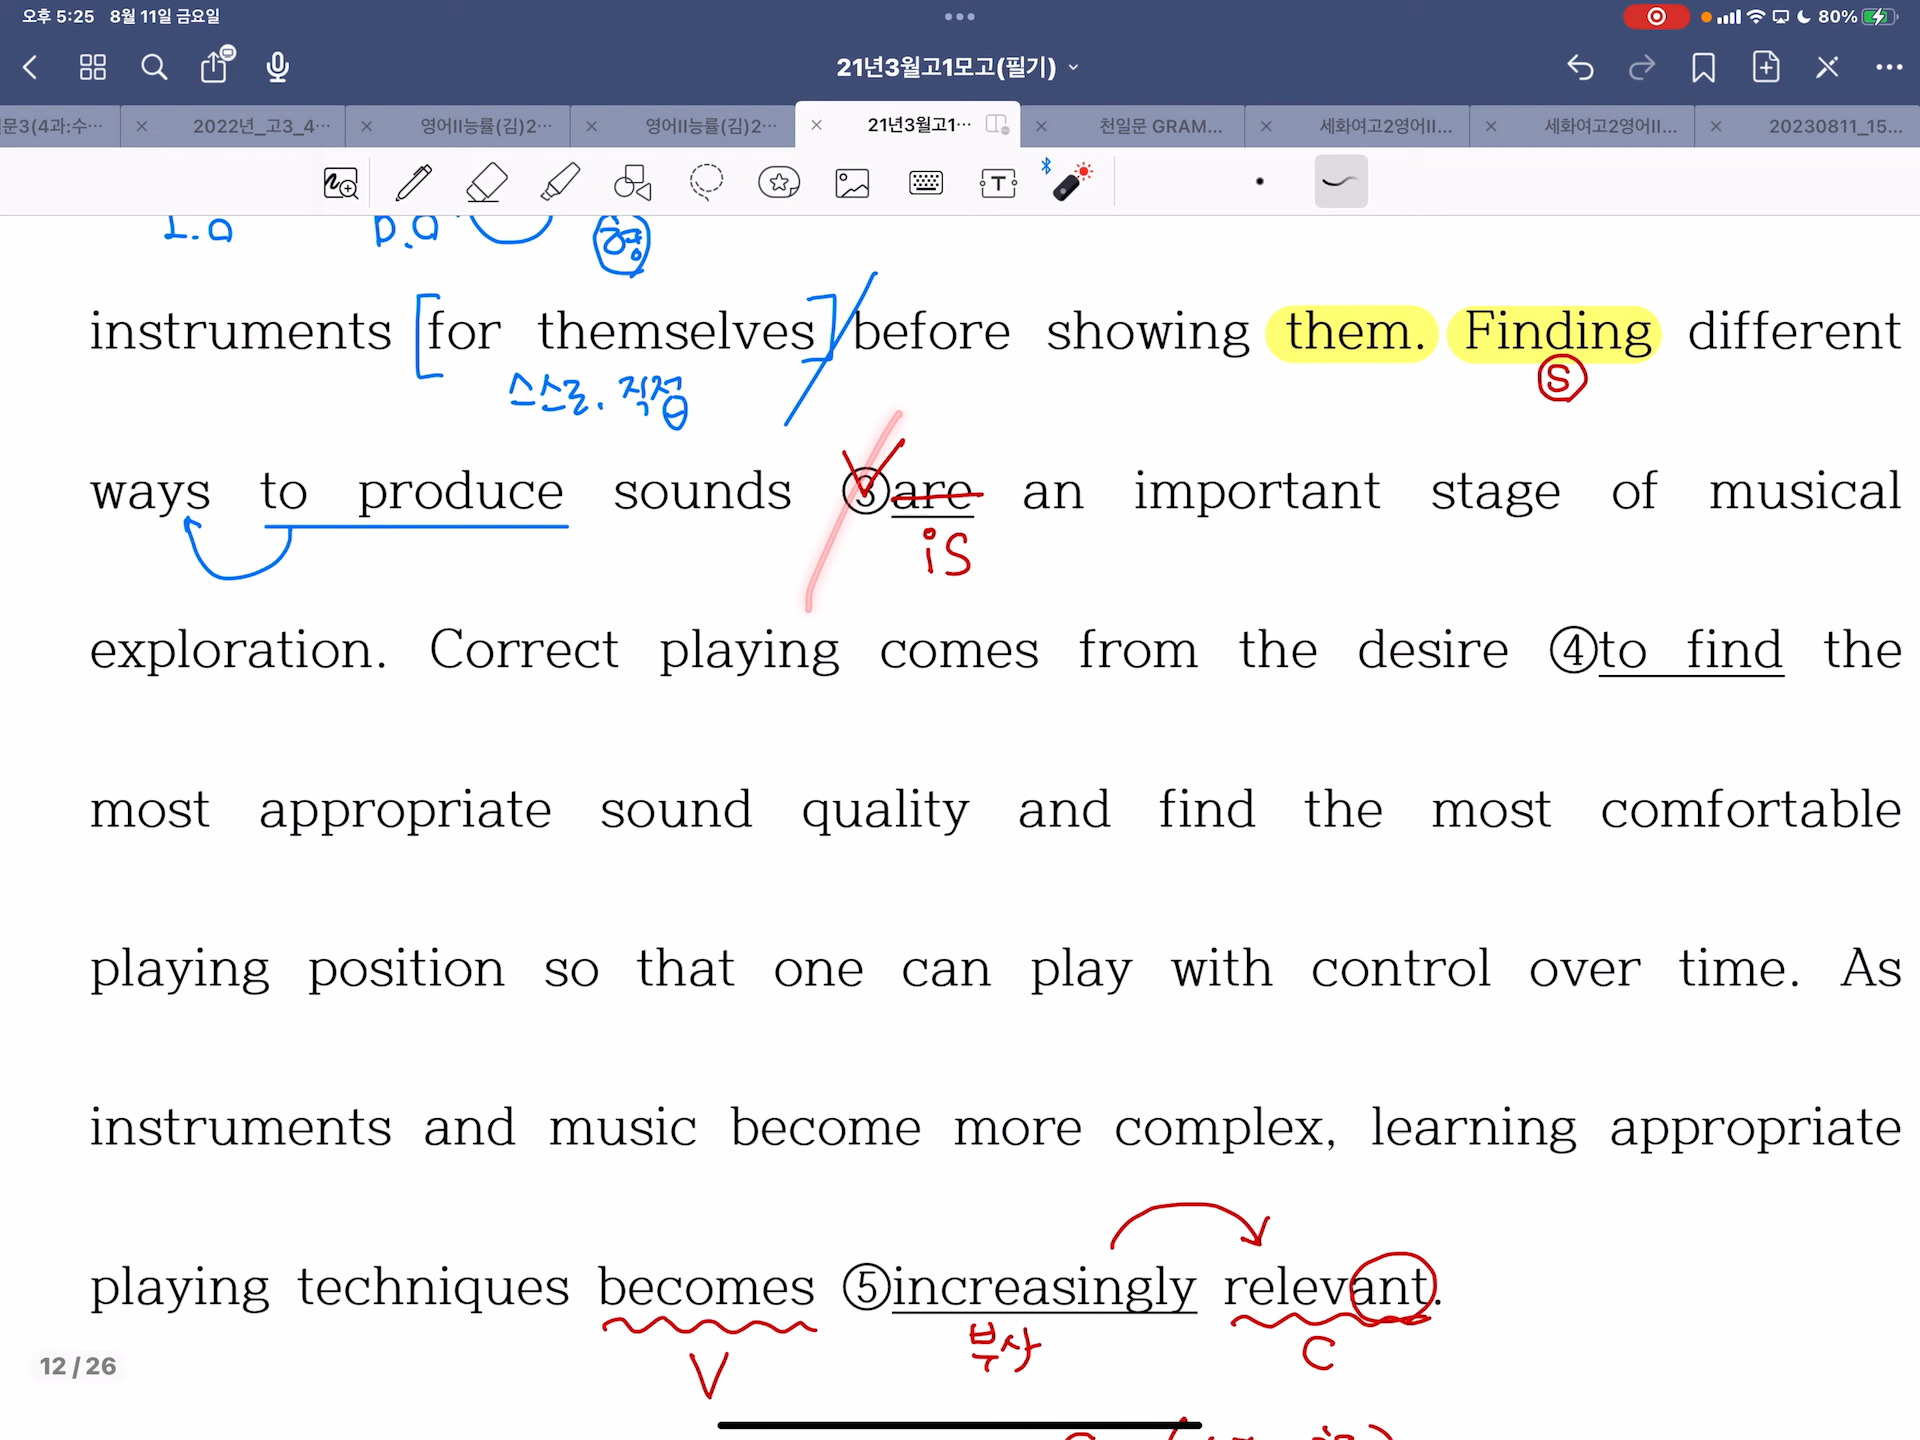 오후 5:25 8월 11일 금요일
80%
21년3월고1모고(필기)
문3(4과:수…
2022년_고3_4…
영어II능률(김)2…
영어II능률(김)2…
21년3월고1…
천일문 GRAM...
세화여고2영어II...
세화여고2영어II...
20230811_15...
I.O D.O 형
instruments [for themselves] before showing them. Finding different
스스로. 직접 S
ways to produce sounds ③are an important stage of musical
is
exploration. Correct playing comes from the desire ④to find the
most appropriate sound quality and find the most comfortable
playing position so that one can play with control over time. As
instruments and music become more complex, learning appropriate
playing techniques becomes ⑤increasingly relevant.
V 부사 C
12 / 26